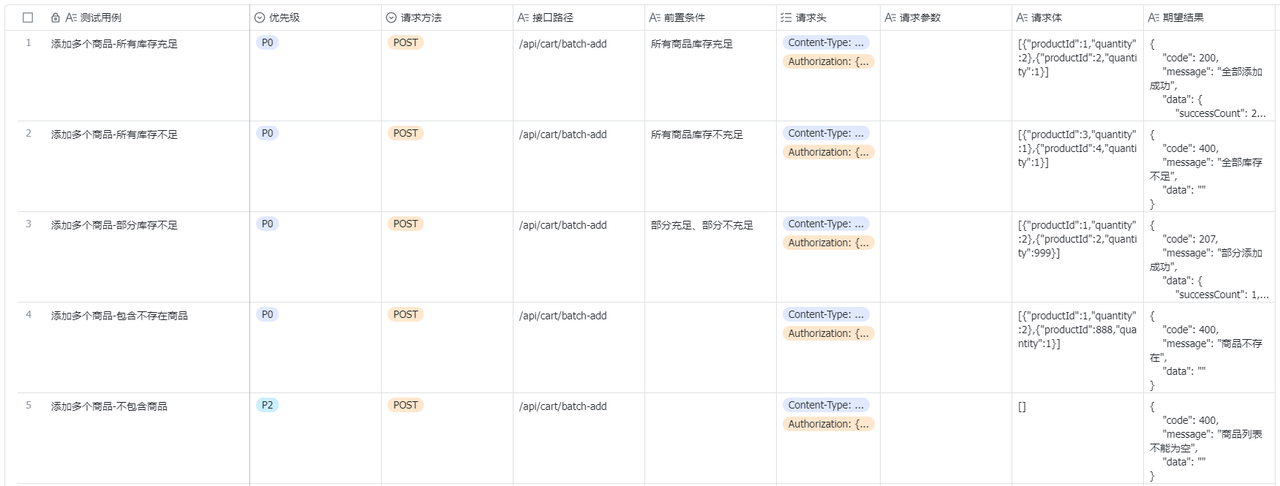 测试用例 优先级 请求方法 接口路径 前置条件 请求头 请求参数 请求体 期望结果
1 添加多个商品-所有库存充足 P0 POST /api/cart/batch-add 所有商品库存充足 Content-Type: ... [{"productId":1,"quantity" {
Authorization: {... :2},{"productId":2,"quanti "code": 200,
ty":1}] "message": "全部添加
成功",
"data": {
"successCount": 2...
2 添加多个商品-所有库存不足 P0 POST /api/cart/batch-add 所有商品库存不充足 Content-Type: ... [{"productId":3,"quantity" {
Authorization: {... :1},{"productId":4,"quanti "code": 400,
ty":1}] "message": "全部库存
不足",
"data": ""
}
3 添加多个商品-部分库存不足 P0 POST /api/cart/batch-add 部分充足、部分不充足 Content-Type: ... [{"productId":1,"quantity" {
Authorization: {... :2},{"productId":2,"quanti "code": 207,
ty":999}] "message": "部分添加
成功",
"data": {
"successCount": 1,...
4 添加多个商品-包含不存在商品 P0 POST /api/cart/batch-add Content-Type: ... [{"productId":1,"quantity" {
Authorization: {... :2},{"productId":888,"qua "code": 400,
ntity":1}] "message": "商品不存
在",
"data": ""
}
5 添加多个商品-不包含商品 P2 POST /api/cart/batch-add Content-Type: ... [] {
Authorization: {... "code": 400,
"message": "商品列表
不能为空",
"data": ""
}